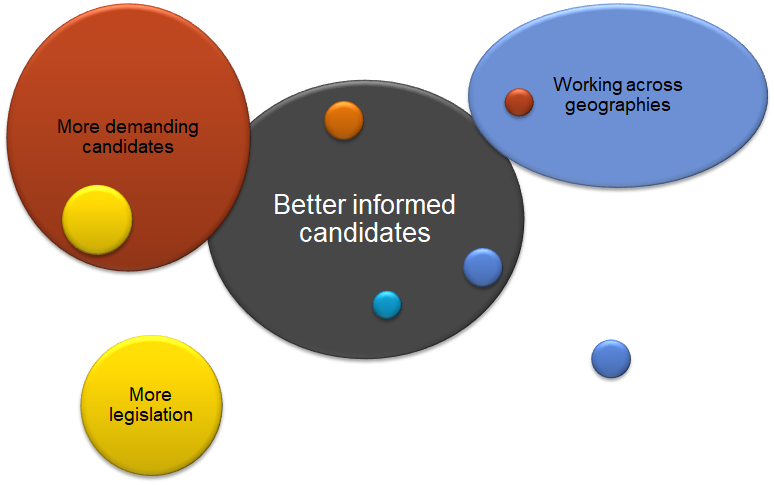 More demanding
candidates
Better informed
candidates
Working across
geographies
More
legislation